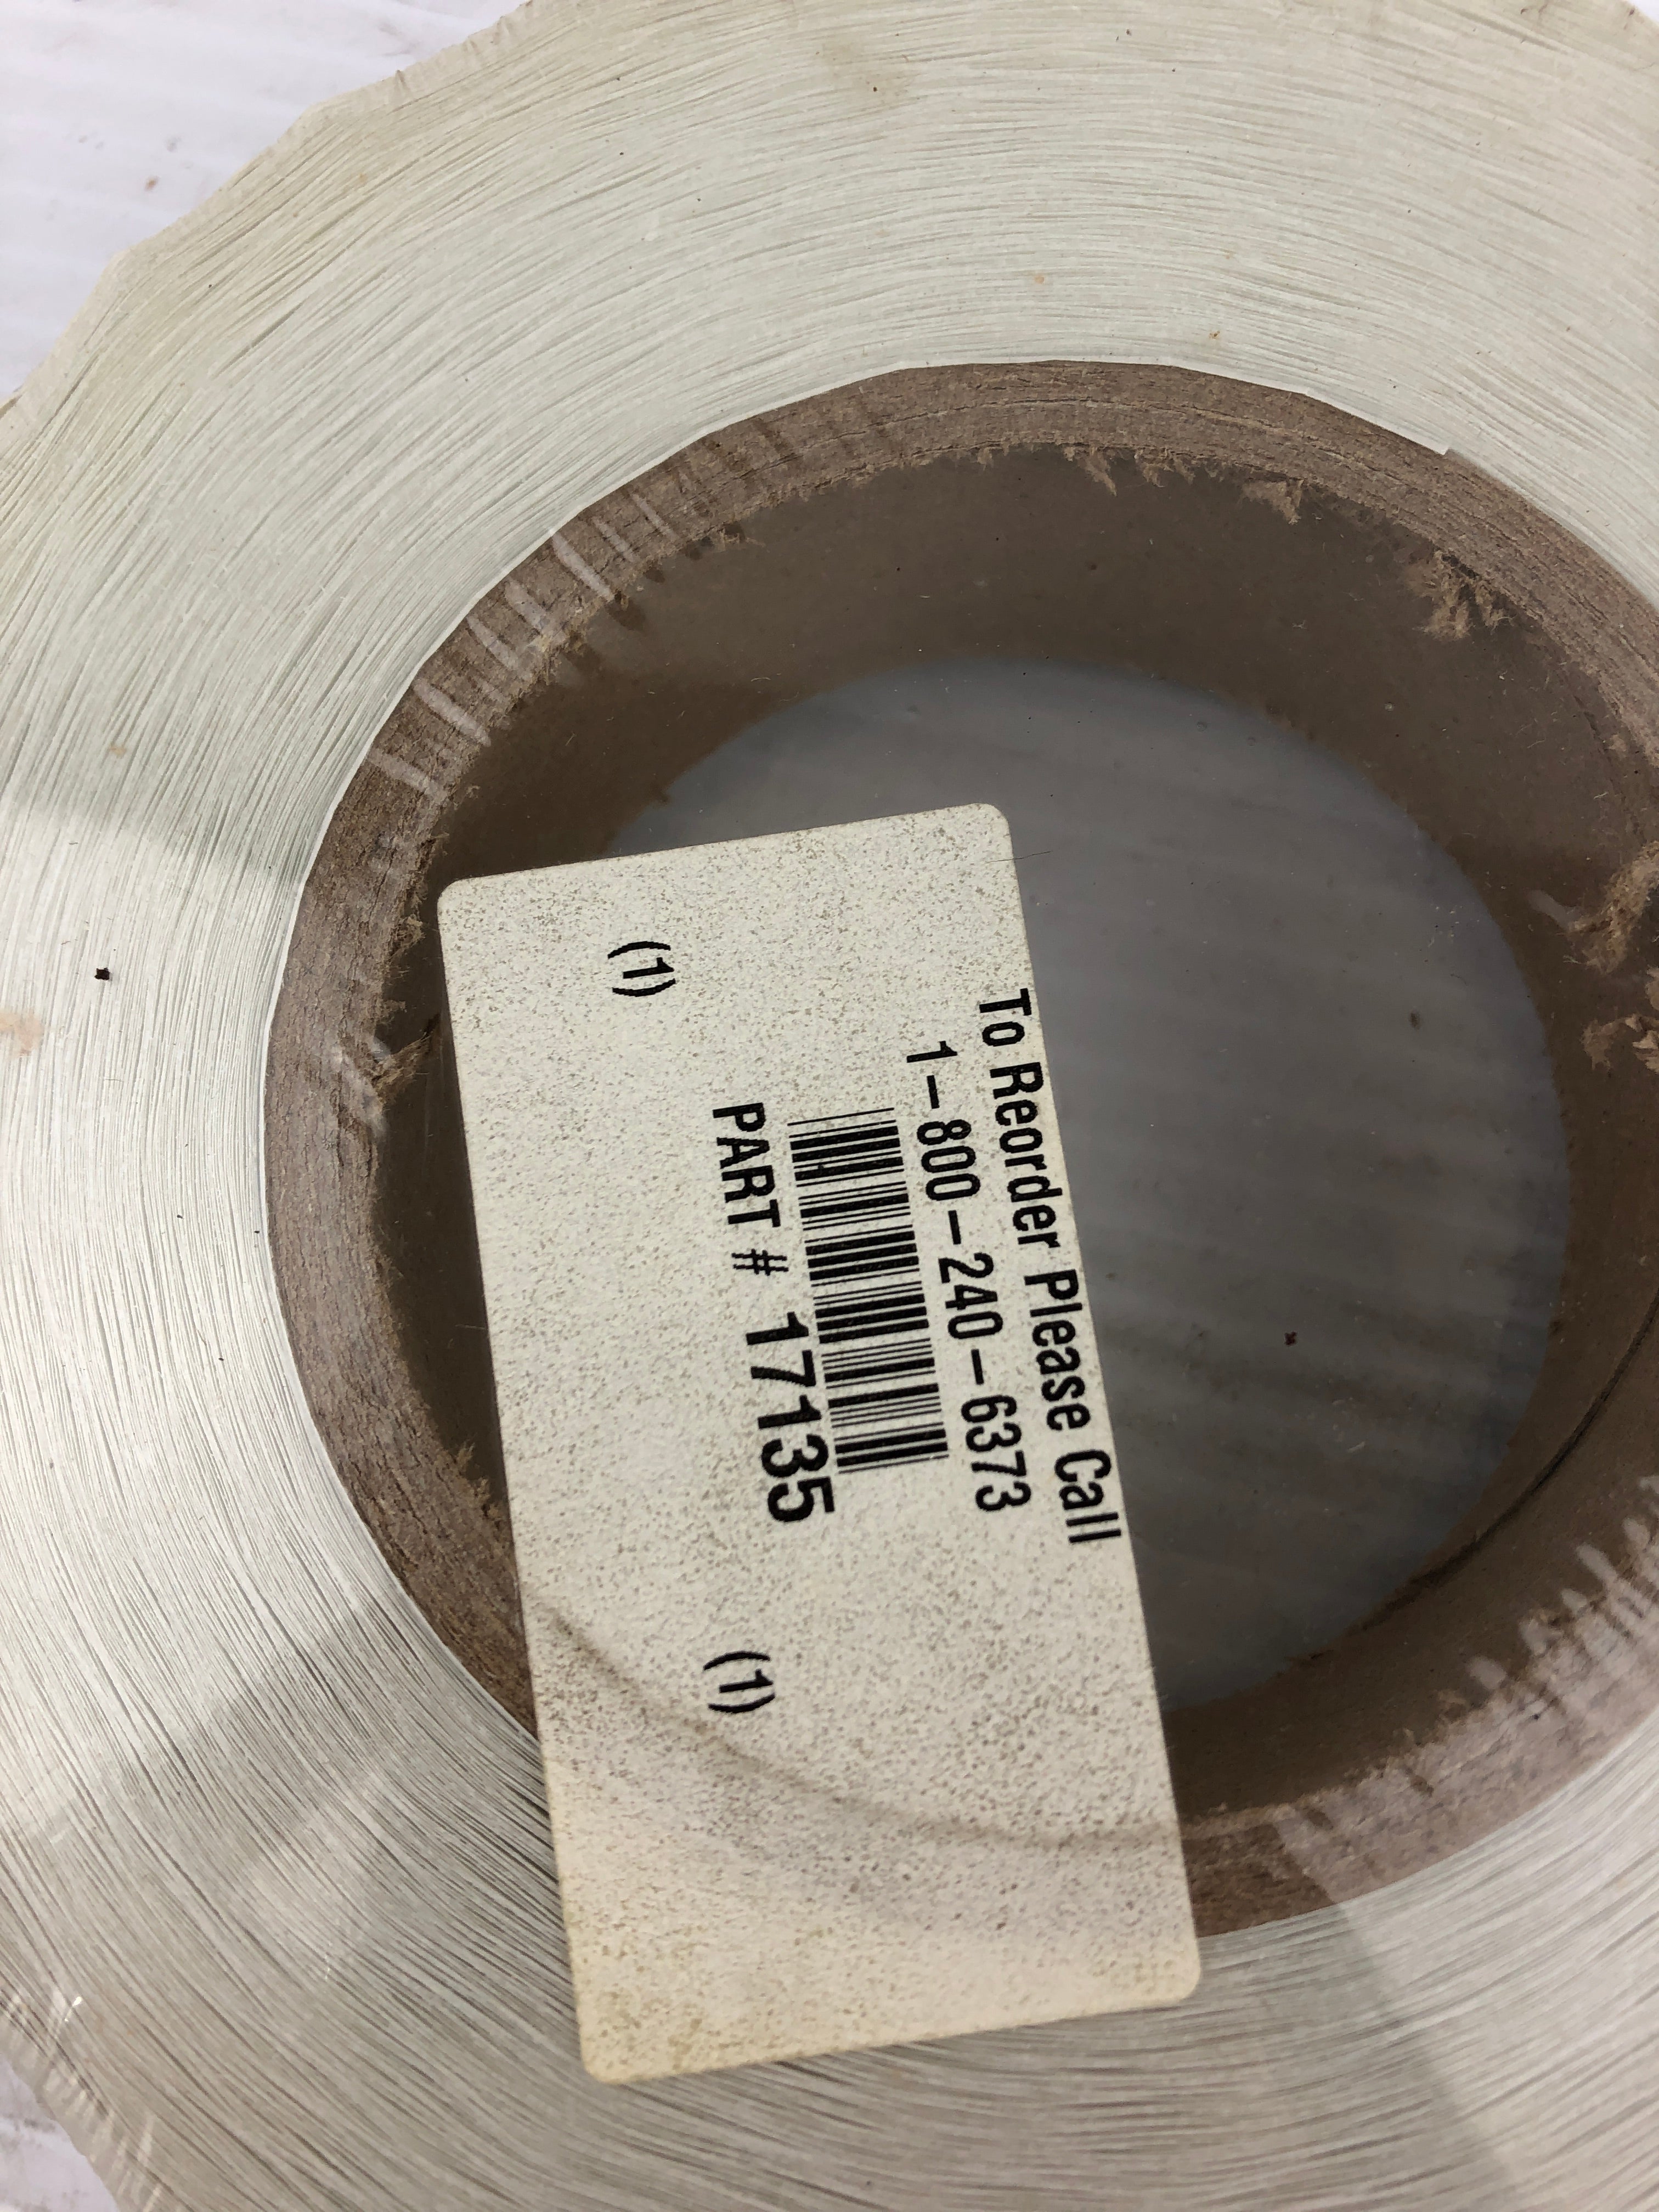 To Reorder Please Call
1-800-240-6373
PART # 17135
(1)
(1)